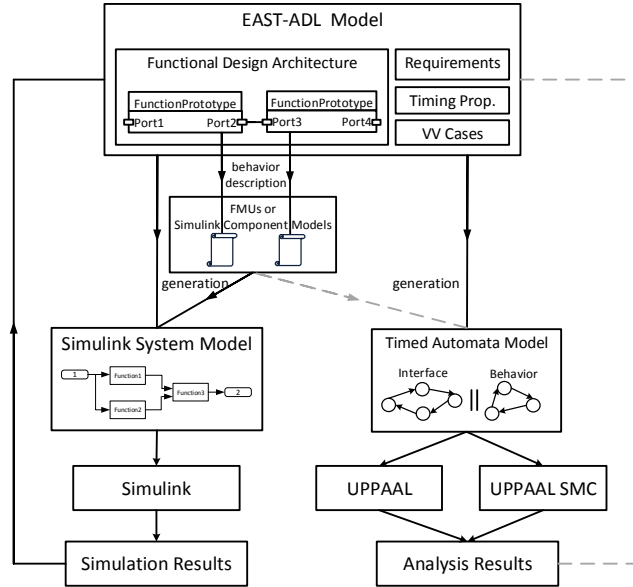 EAST-ADL Model
Functional Design Architecture
FunctionPrototype
Port1 Port2
FunctionPrototype
Port3 Port4
Requirements
Timing Prop.
VV Cases
behavior
description
FMUs or
Simulink Component Models
generation
generation
Simulink System Model
1
Function1
Function2
Function3
2
Timed Automata Model
Interface
Behavior
||
Simulink
UPPAAL
UPPAAL SMC
Simulation Results
Analysis Results